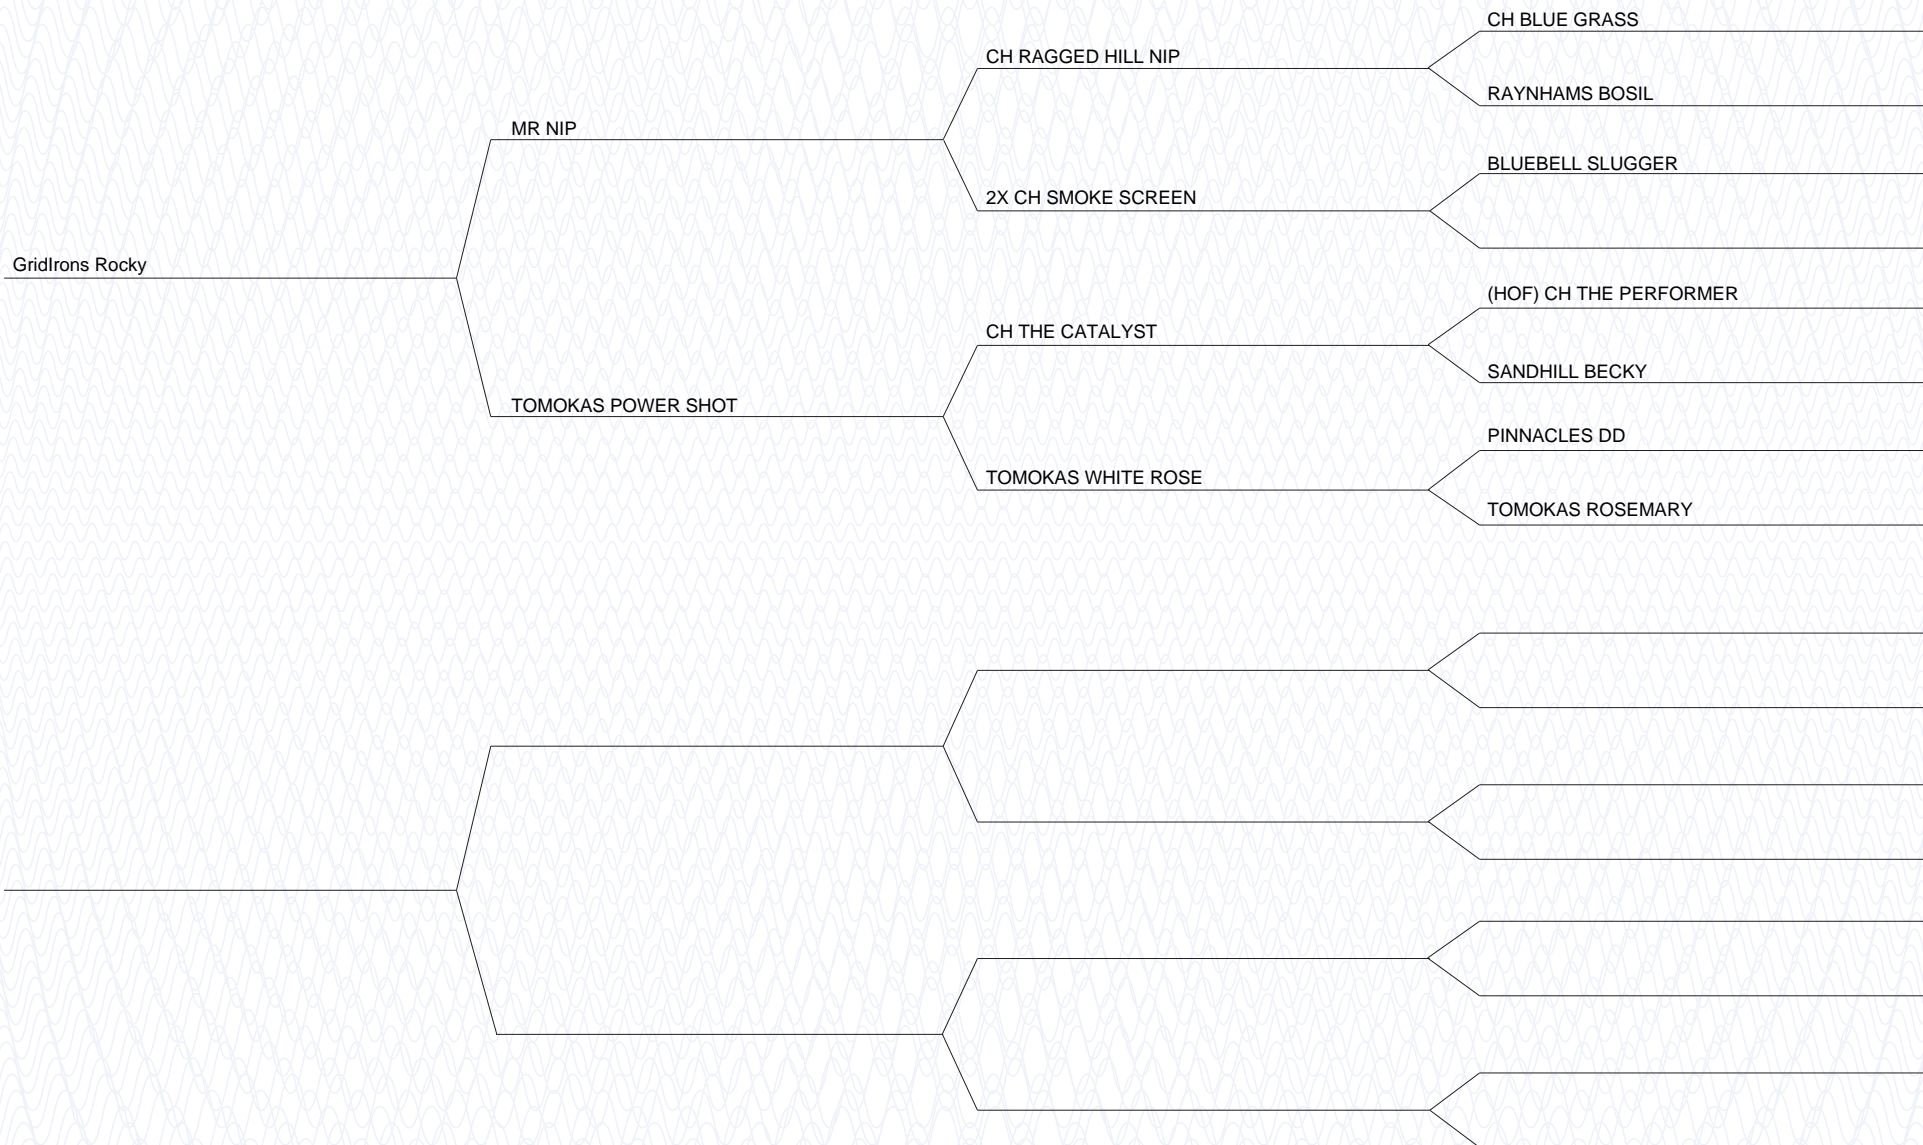 CH BLUE GRASS
CH RAGGED HILL NIP
RAYNHAMS BOSIL
MR NIP
BLUEBELL SLUGGER
2X CH SMOKE SCREEN
GridIrons Rocky
(HOF) CH THE PERFORMER
CH THE CATALYST
SANDHILL BECKY
TOMOKAS POWER SHOT
PINNACLES DD
TOMOKAS WHITE ROSE
TOMOKAS ROSEMARY